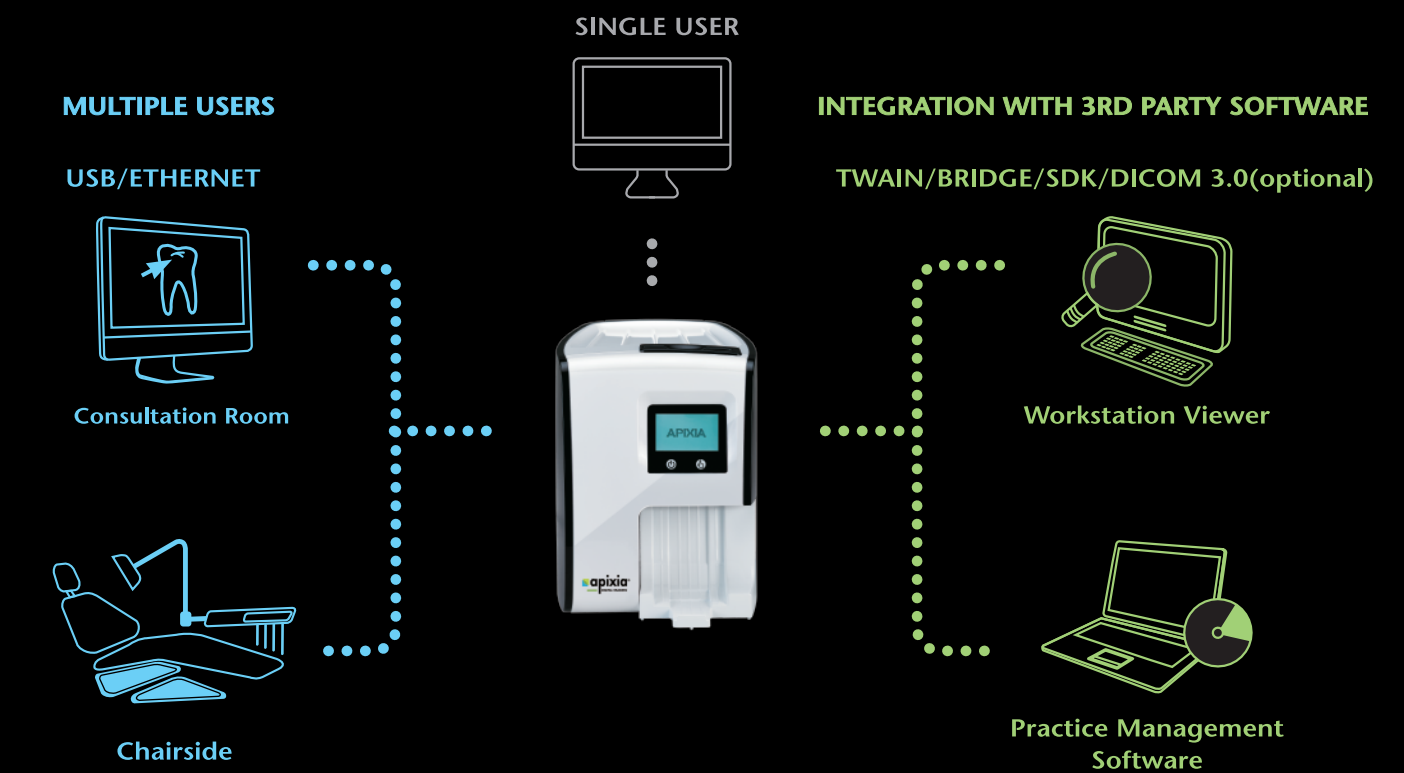 SINGLE USER
MULTIPLE USERS
USB/ETHERNET
Consultation Room
Chairside
APIXIA
apixia
INTEGRATION WITH 3RD PARTY SOFTWARE
TWAIN/BRIDGE/SDK/DICOM 3.0(optional)
Workstation Viewer
Practice Management
Software